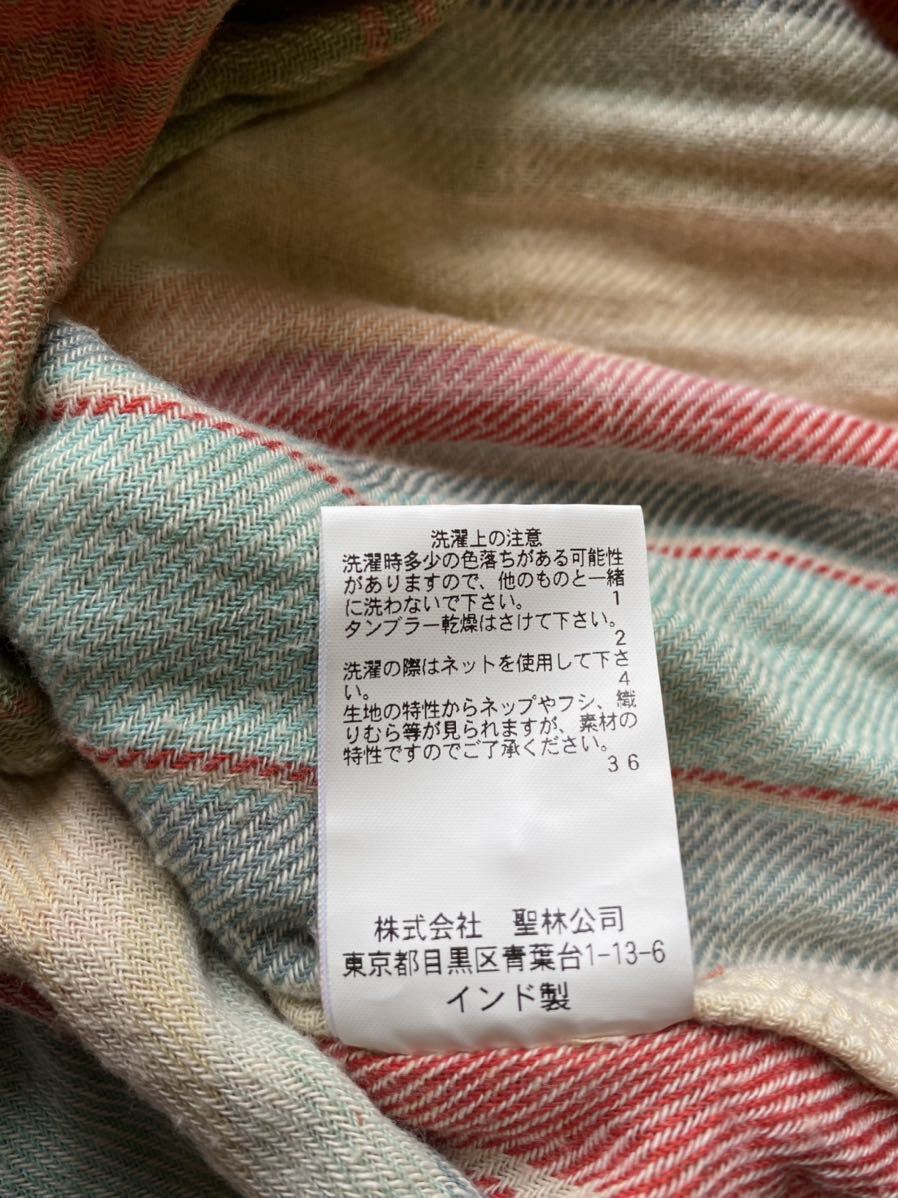 洗濯上の注意
洗濯時多少の色落ちがある可能性
がありますので、他のものと一緒
に洗わないで下さい。 1
タンブラー乾燥はさけて下さい。
2
洗濯の際はネットを使用して下さ
い。 4
生地の特性からネップやフシ、織
りむら等が見られますが、素材の
特性ですのでご了承ください。
36
株式会社 聖林公司
東京都目黒区青葉台1-13-6
インド製